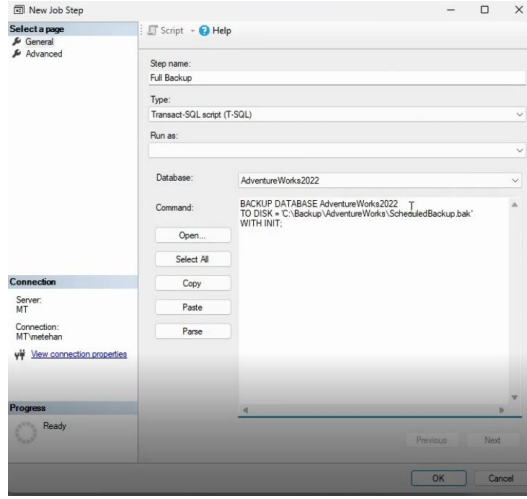 New Job Step
Select a page
General
Advanced
Script
Help
Step name:
Full Backup
Type:
Transact-SQL script (T-SQL)
Run as:
Database:
AdventureWorks2022
Command:
BACKUP DATABASE AdventureWorks2022
TO DISK = 'C:\Backup\AdventureWorks\ScheduledBackup.bak'
WITH INIT;
Open...
Select All
Copy
Paste
Parse
Connection
Server:
MT
Connection:
MT\metehan
View connection properties
Progress
Ready
Previous
Next
OK
Cancel